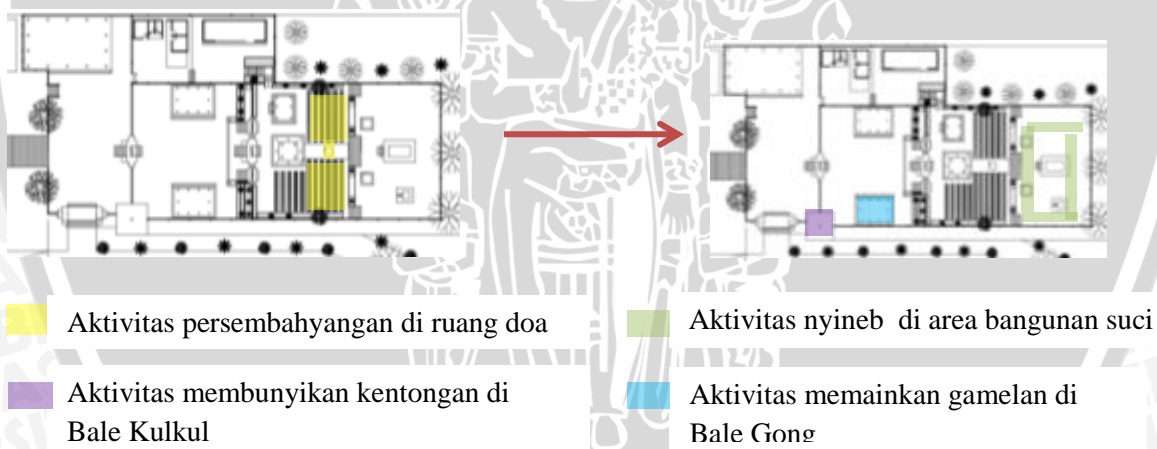 Aktivitas persembahyangan di ruang doa
Aktivitas membunyikan kentongan di
Bale Kulkul
Aktivitas nyineb di area bangunan suci
Aktivitas memainkan gamelan di
Bale Gong